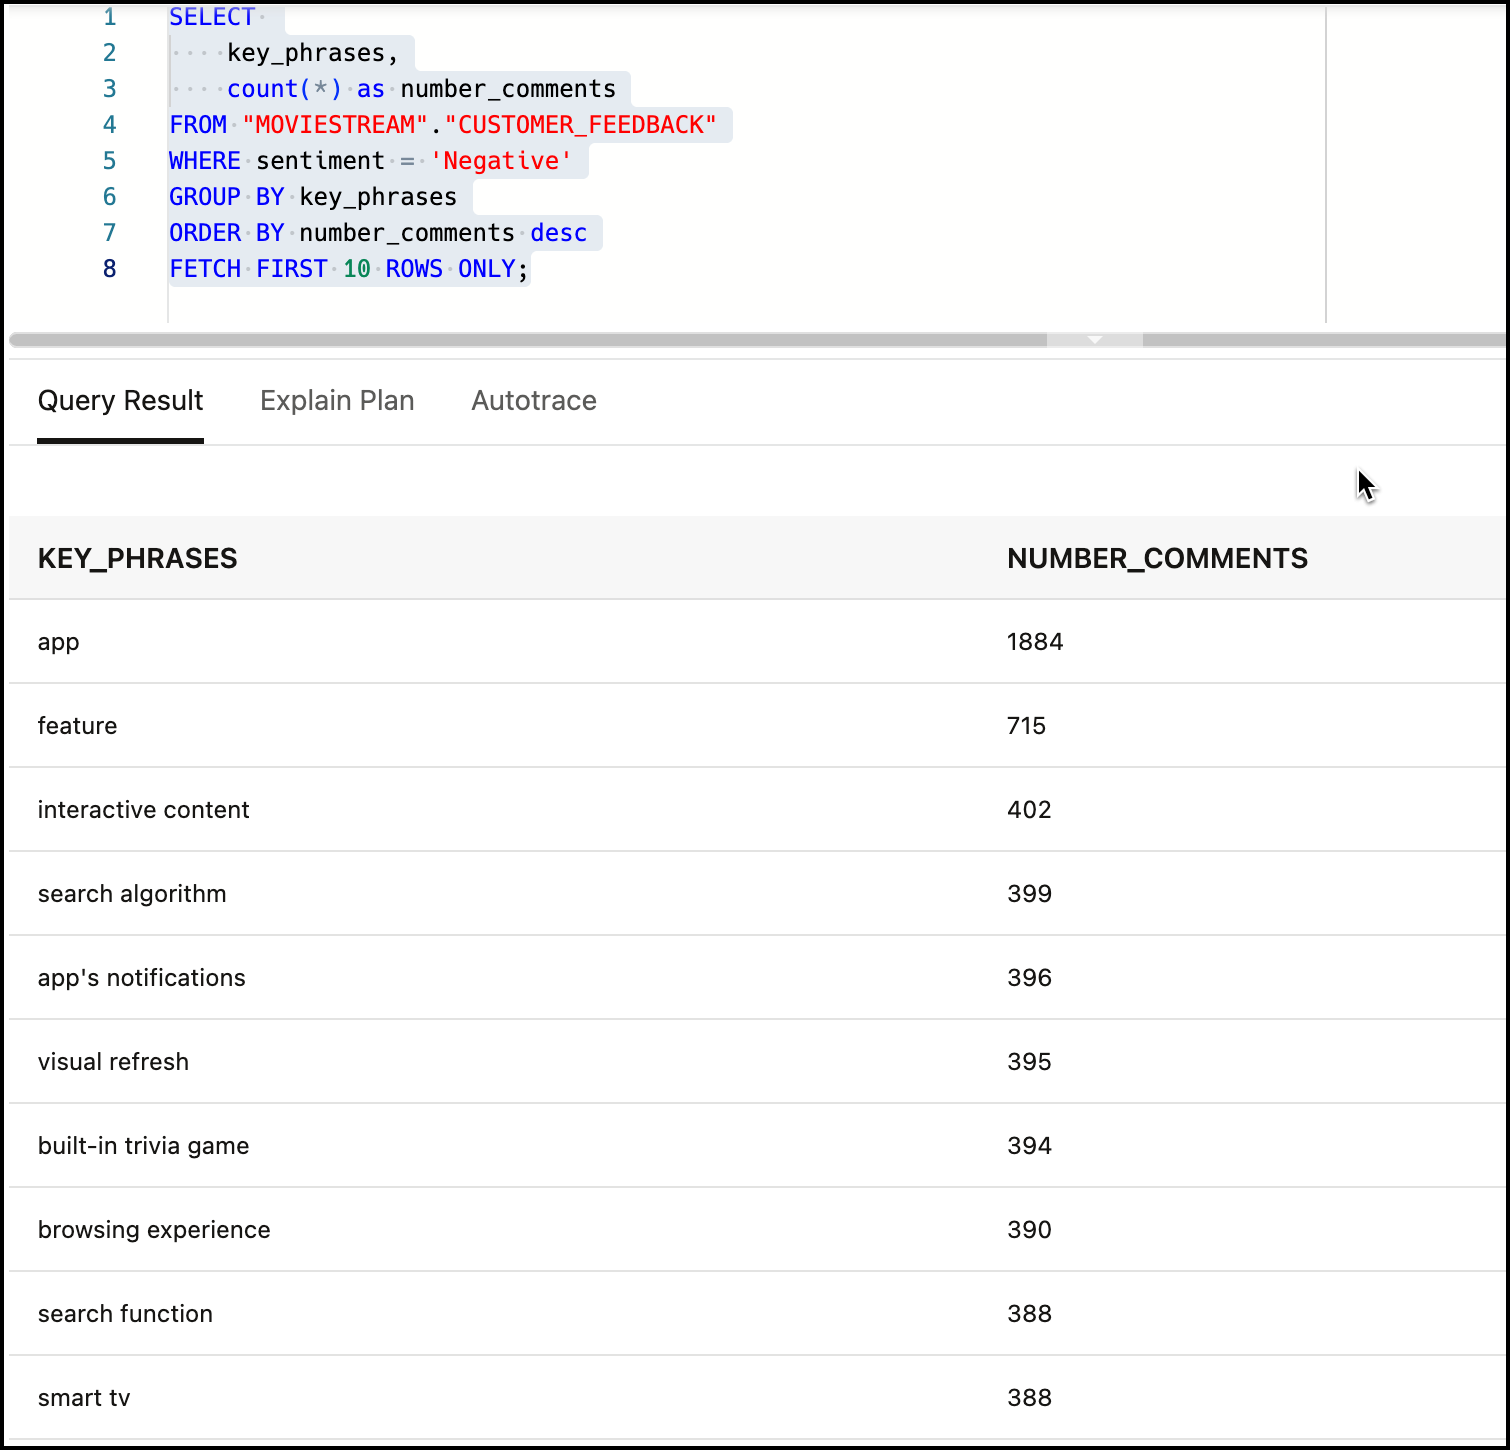 1 SELECT
2 key_phrases,
3 count(*) as number_comments
4 FROM "MOVIESTREAM"."CUSTOMER_FEEDBACK"
5 WHERE sentiment = 'Negative'
6 GROUP BY key_phrases
7 ORDER BY number_comments desc
8 FETCH FIRST 10 ROWS ONLY;
Query Result Explain Plan Autotrace
KEY_PHRASES NUMBER_COMMENTS
app 1884
feature 715
interactive content 402
search algorithm 399
app's notifications 396
visual refresh 395
built-in trivia game 394
browsing experience 390
search function 388
smart tv 388